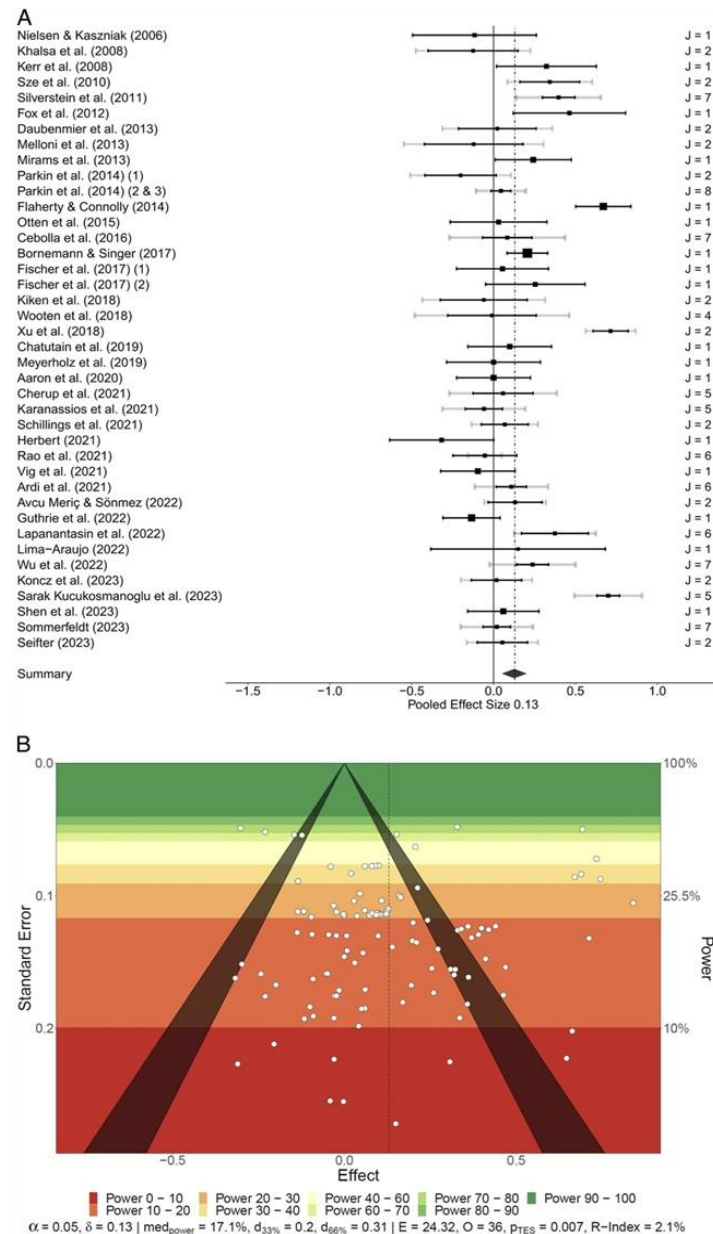 A
Nielsen & Kaszniak (2006) J = 1
Khalsa et al. (2008) J = 2
Kerr et al. (2008) J = 1
Sze et al. (2010) J = 2
Silverstein et al. (2011) J = 7
Fox et al. (2012) J = 1
Daubenmier et al. (2013) J = 2
Melloni et al. (2013) J = 2
Mirams et al. (2013) J = 1
Parkin et al. (2014) (1) J = 2
Parkin et al. (2014) (2 & 3) J = 8
Flaherty & Connolly (2014) J = 1
Otten et al. (2015) J = 1
Cebolla et al. (2016) J = 7
Bornemann & Singer (2017) J = 1
Fischer et al. (2017) (1) J = 1
Fischer et al. (2017) (2) J = 1
Kiken et al. (2018) J = 2
Wooten et al. (2018) J = 4
Xu et al. (2018) J = 2
Chatutain et al. (2019) J = 1
Meyerholz et al. (2019) J = 1
Aaron et al. (2020) J = 1
Cherup et al. (2021) J = 5
Karanassios et al. (2021) J = 5
Schillings et al. (2021) J = 2
Herbert (2021) J = 1
Rao et al. (2021) J = 6
Vig et al. (2021) J = 1
Ardi et al. (2021) J = 6
Avcu Meriç & Sönmez (2022) J = 2
Guthrie et al. (2022) J = 1
Lapanantasin et al. (2022) J = 6
Lima−Araujo (2022) J = 1
Wu et al. (2022) J = 7
Koncz et al. (2023) J = 2
Sarak Kucukosmanoglu et al. (2023) J = 5
Shen et al. (2023) J = 1
Sommerfeldt (2023) J = 7
Seifter (2023) J = 2
Summary
−1.5 −1.0 −0.5 0.0 0.5 1.0
Pooled Effect Size 0.13
B
0.0 100%
0.1 25.5%
Standard Error Power
0.2 10%
−0.5 0.0 0.5
Effect
Power 0 - 10 Power 20 - 30 Power 40 - 60 Power 70 - 80 Power 90 - 100
Power 10 - 20 Power 30 - 40 Power 60 - 70 Power 80 - 90
α = 0.05, δ = 0.13 | med power = 17.1%, d 33% = 0.2, d 66% = 0.31 | E = 24.32, O = 36, p TES = 0.007, R-Index = 2.1%